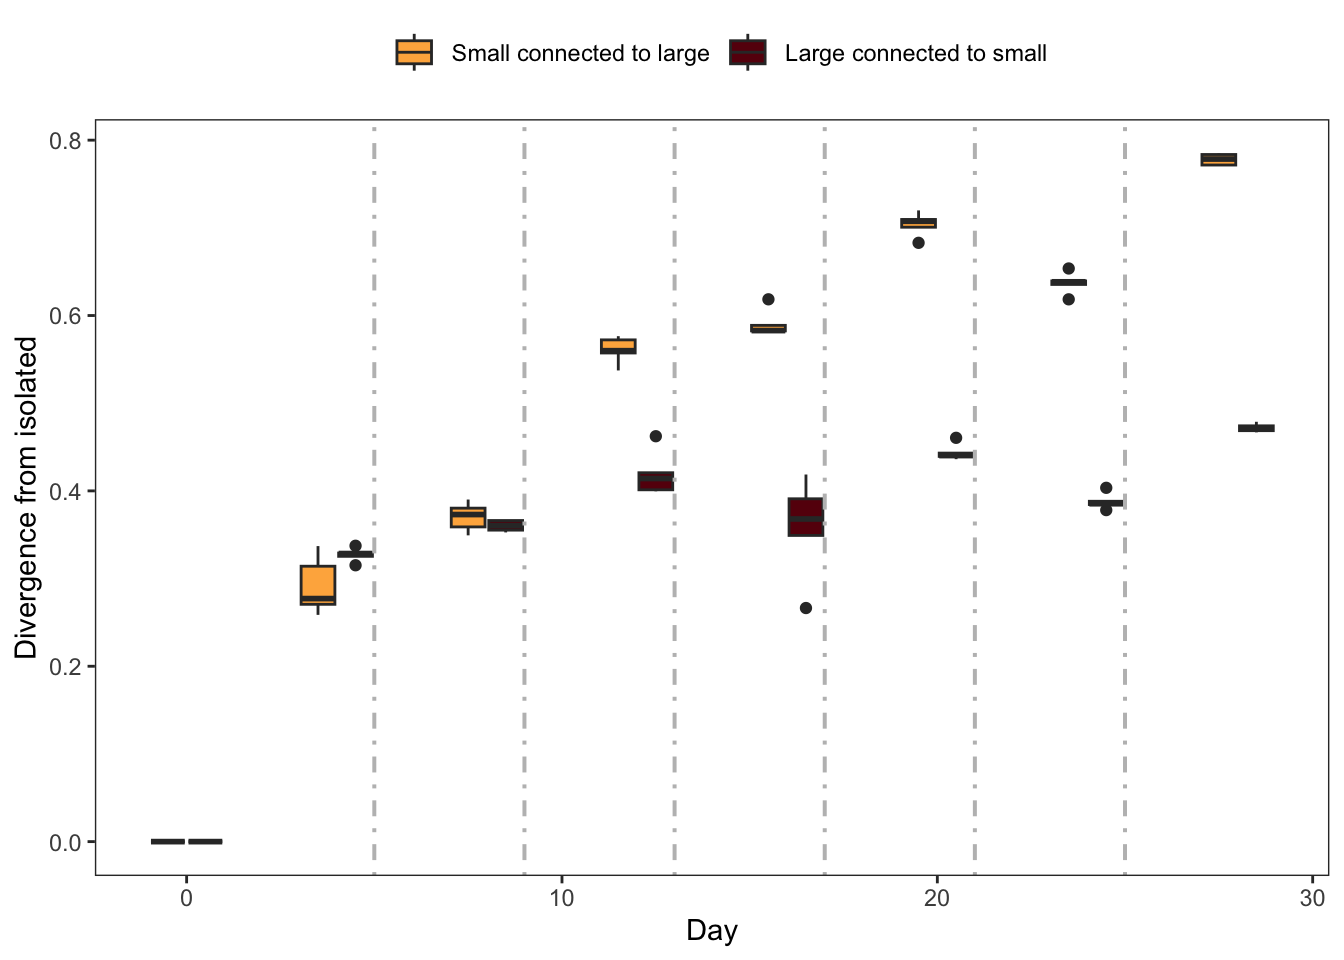 Small connected to large
Large connected to small
Divergence from isolated
0.8
0.6
0.4
0.2
0.0
0
10
20
30
Day